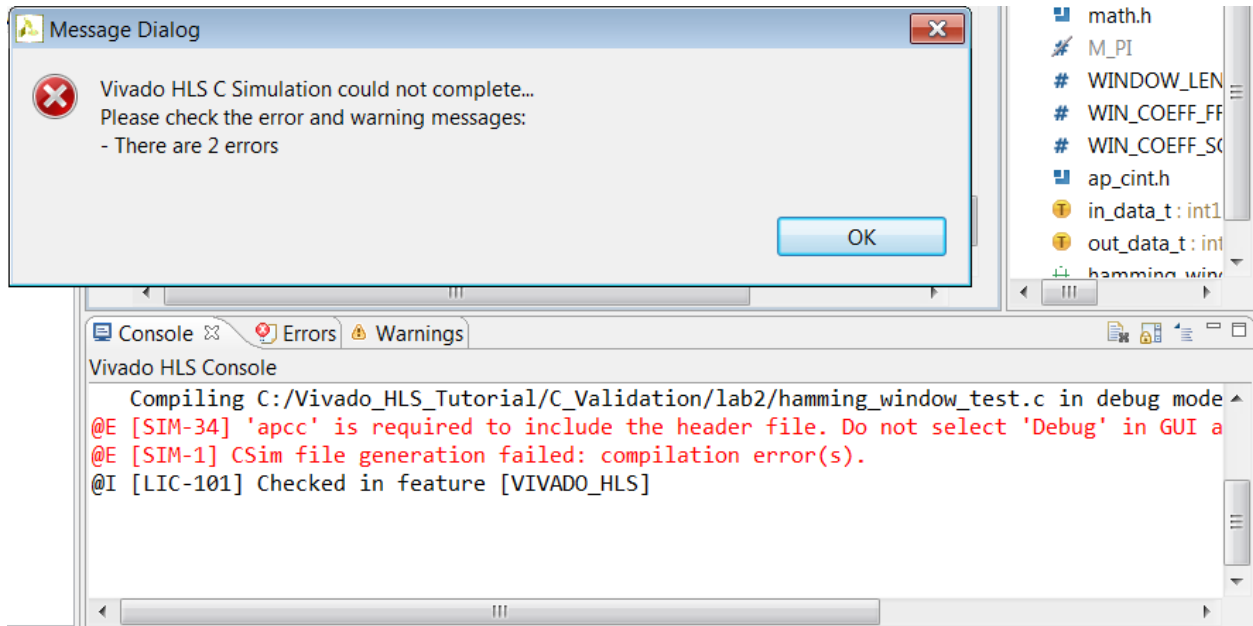 Message Dialog
Vivado HLS C Simulation could not complete...
Please check the error and warning messages:
- There are 2 errors
OK
math.h
M_PI
WINDOW_LEN
WIN_COEFF_FF
WIN_COEFF_SC
ap_cint.h
in_data_t : int1
out_data_t : int
hamming_wind
Console
Errors
Warnings
Vivado HLS Console
Compiling C:/Vivado_HLS_Tutorial/C_Validation/lab2/hamming_window_test.c in debug mode
@E [SIM-34] 'apcc' is required to include the header file. Do not select 'Debug' in GUI a
@E [SIM-1] CSim file generation failed: compilation error(s).
@I [LIC-101] Checked in feature [VIVADO_HLS]